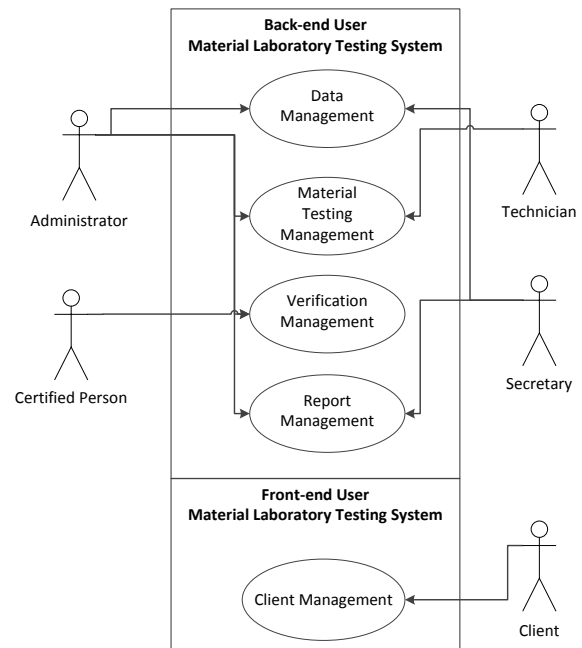 Back-end User
Material Laboratory Testing System
Data
Management
Administrator
Material
Testing
Management
Technician
Verification
Management
Certified Person
Secretary
Report
Management
Front-end User
Material Laboratory Testing System
Client Management
Client